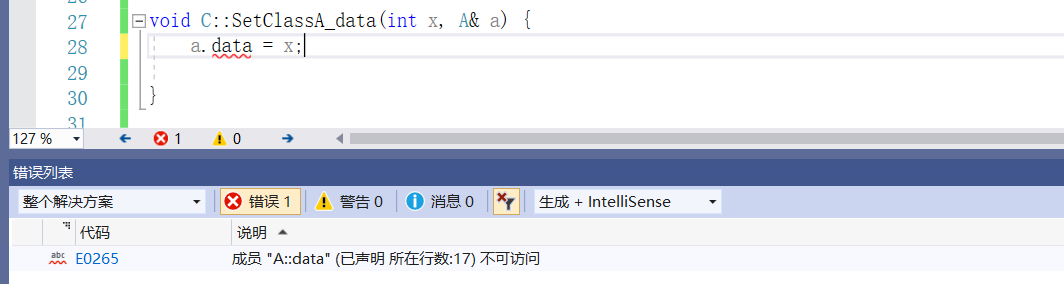 26
27 void C::SetClassA_data(int x, A& a) {
28 a.data = x;
29
30 }
31
127 % 1 0
错误列表
整个解决方案 错误 1 警告 0 消息 0 生成 + IntelliSense
代码 说明
abc E0265 成员 "A::data" (已声明 所在行数:17) 不可访问